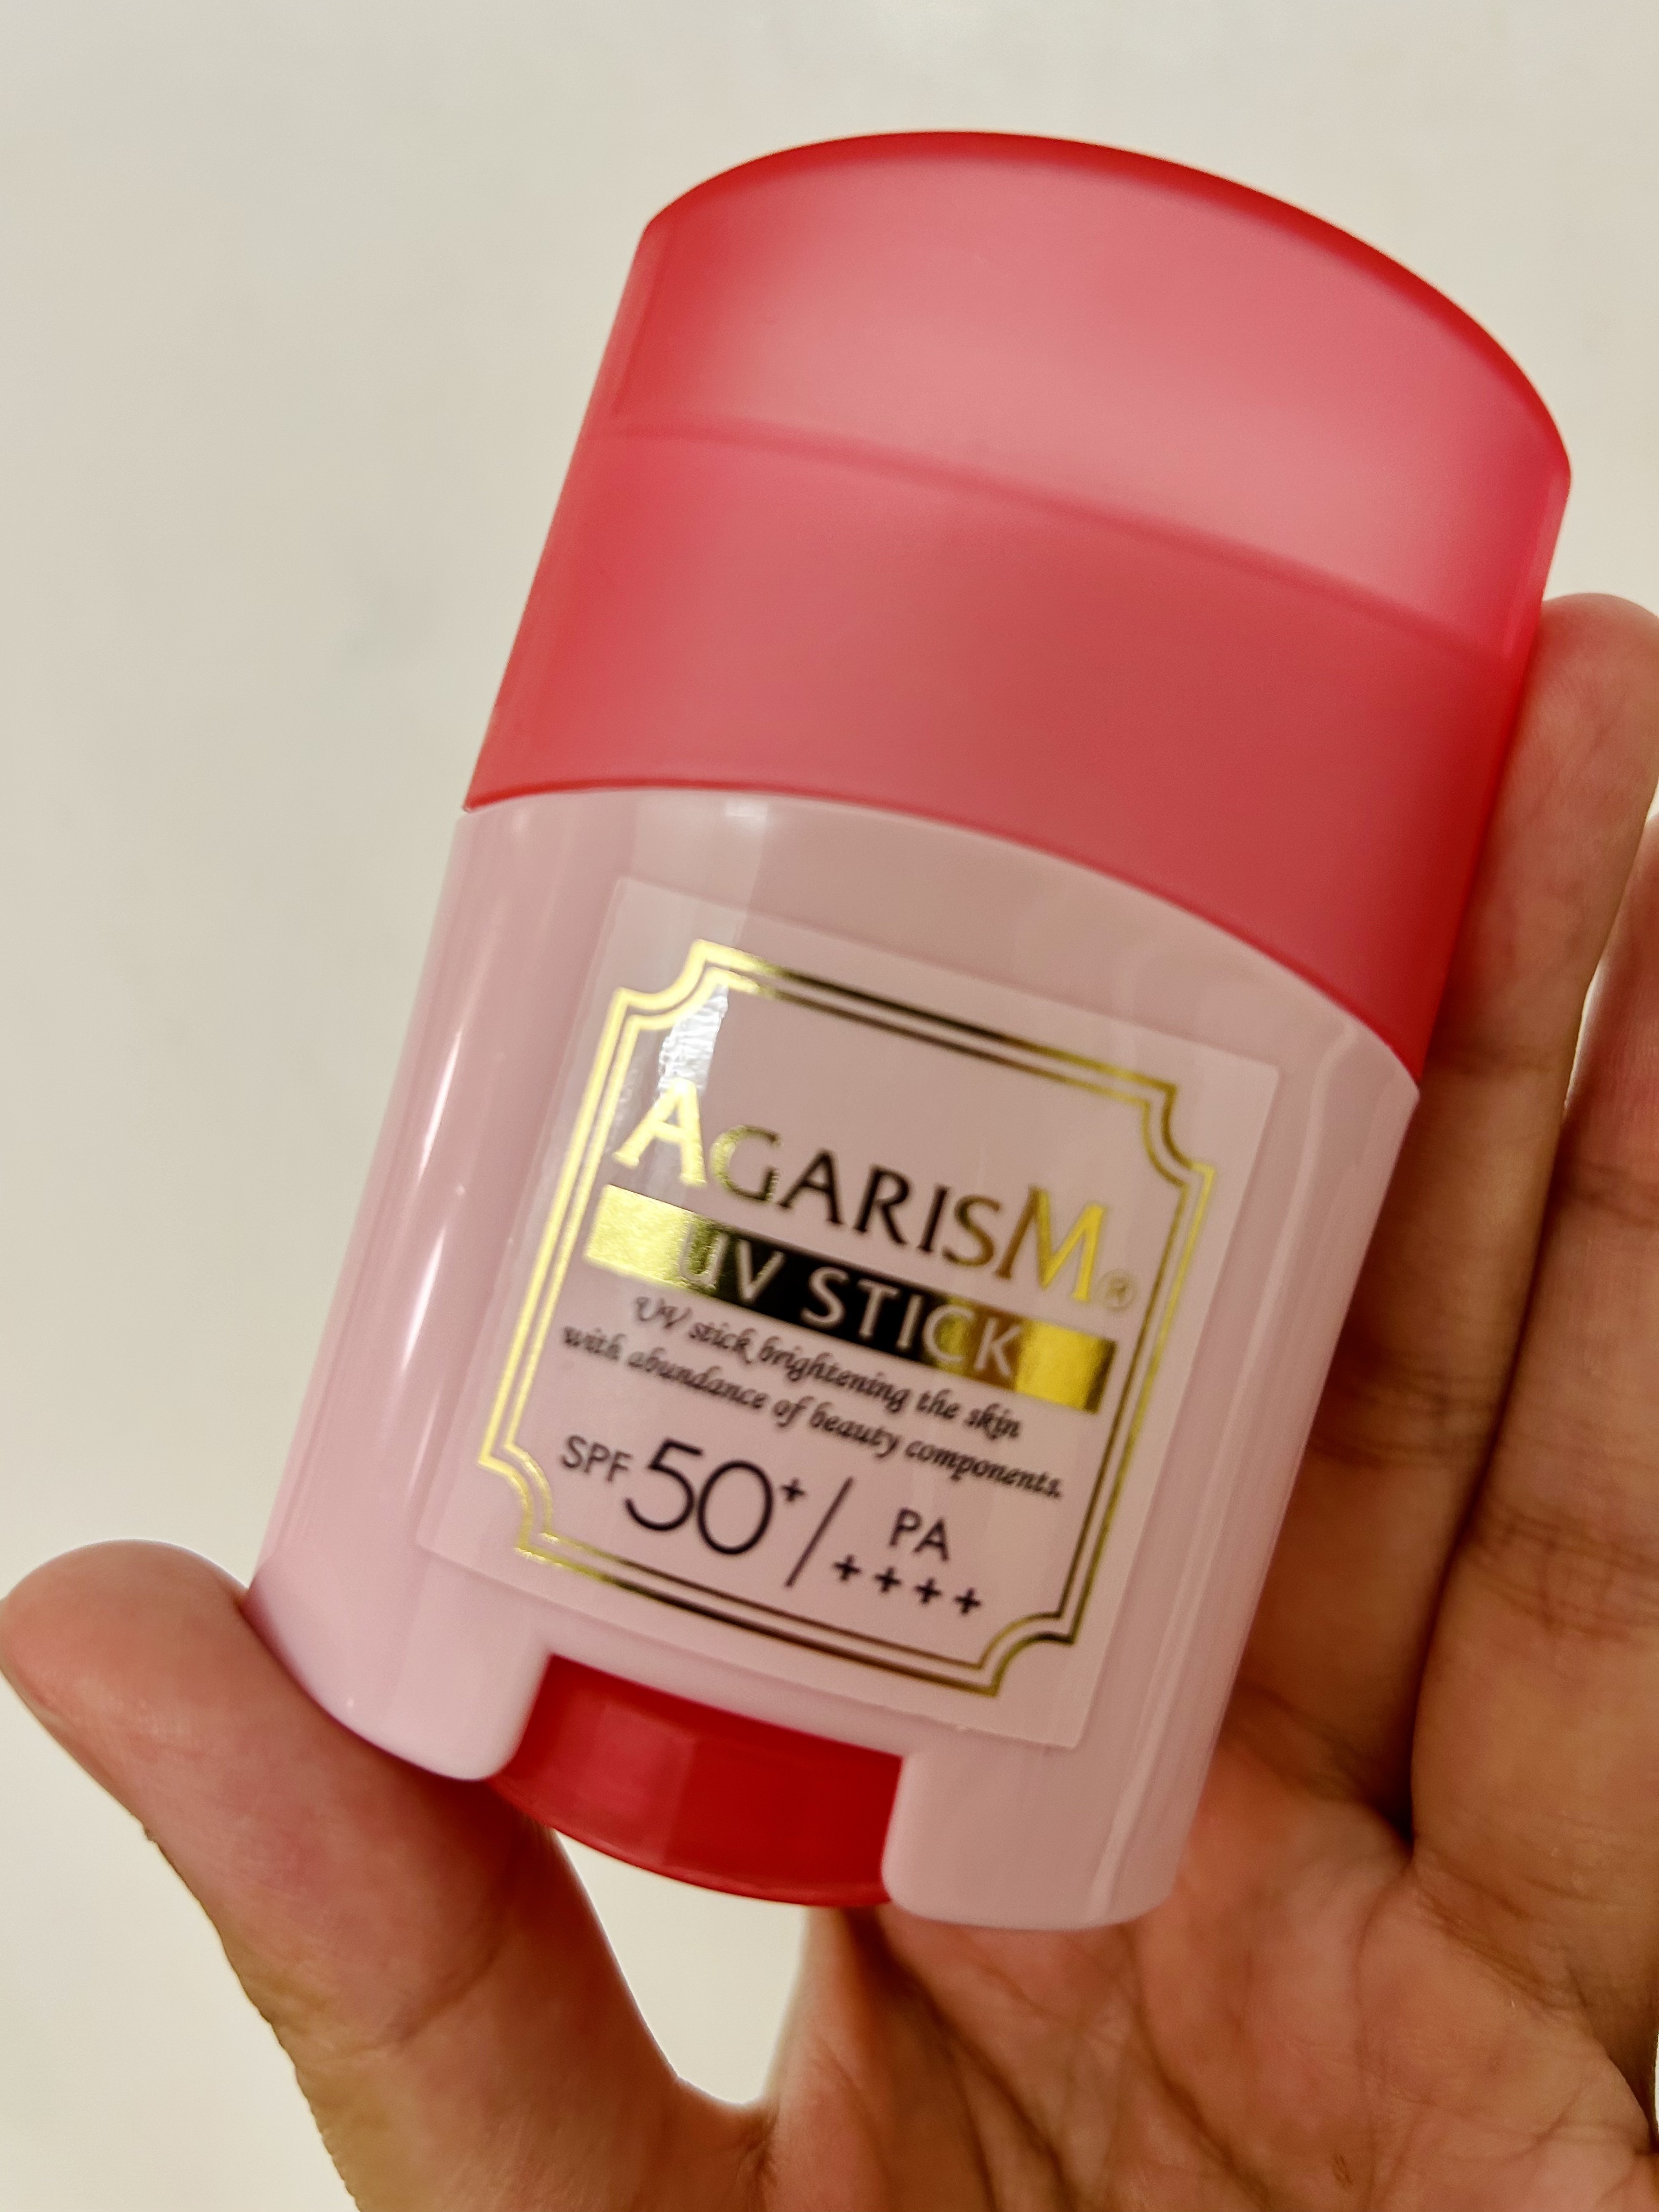 AGARISM®
UV STICK
UV stick brightening the skin
with abundance of beauty components.
SPF 50+ / PA
++++